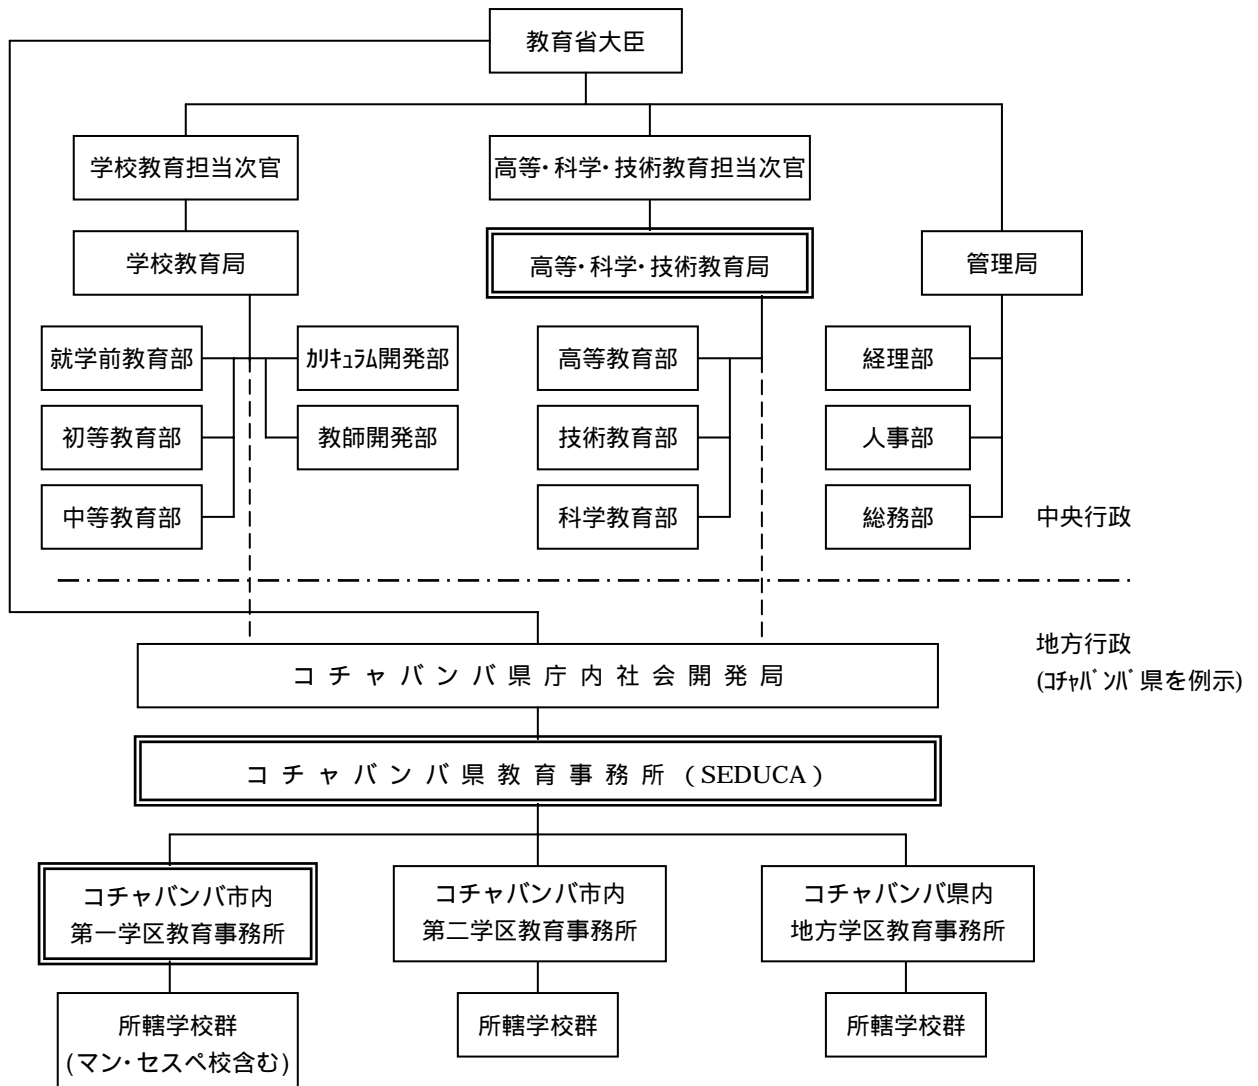 教育省大臣
学校教育担当次官
高等・科学・技術教育担当次官
学校教育局
高等・科学・技術教育局
管理局
就学前教育部
ｶﾘｷｭﾗﾑ開発部
高等教育部
経理部
初等教育部
教師開発部
技術教育部
人事部
中等教育部
科学教育部
総務部
中央行政
地方行政
(ｺﾁｬﾊﾞﾝﾊﾞ県を例示)
コチャバンバ県庁内社会開発局
コチャバンバ県教育事務所(SEDUCA)
コチャバンバ市内
第一学区教育事務所
コチャバンバ市内
第二学区教育事務所
コチャバンバ県内
地方学区教育事務所
所轄学校群
(マン・セスペ校含む)
所轄学校群
所轄学校群